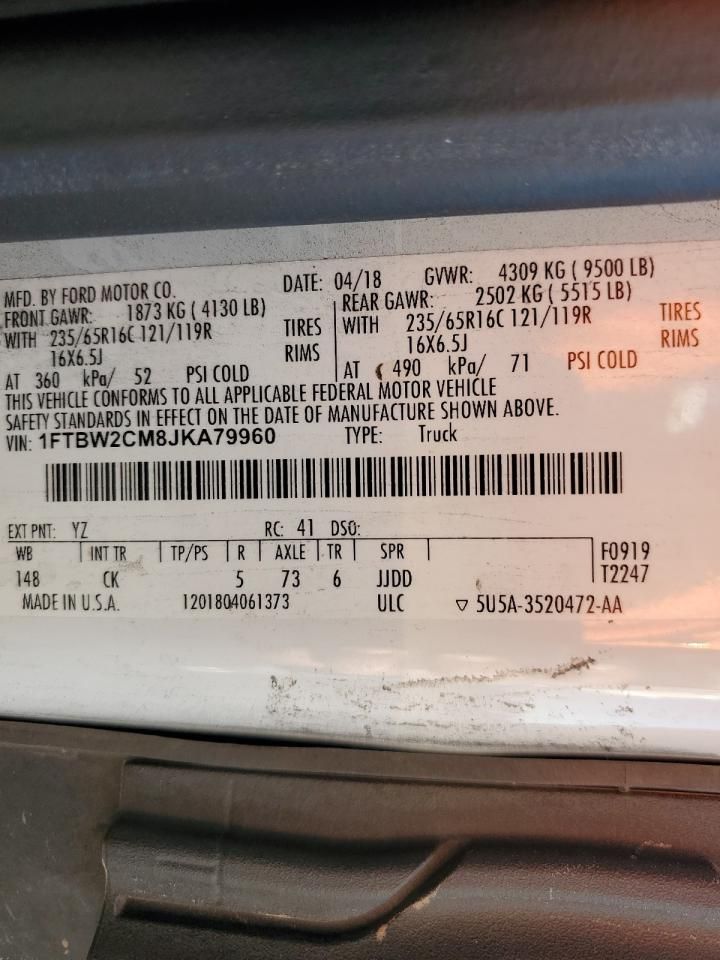 MFD. BY FORD MOTOR CO.
DATE: 04/18 GVWR: 4309 KG ( 9500 LB)
FRONT GAWR: 1873 KG ( 4130 LB)
WITH 235/65R16C 121/119R TIRES
16X6.5J RIMS
AT 360 kPa/ 52 PSI COLD
REAR GAWR: 2502 KG ( 5515 LB)
WITH 235/65R16C 121/119R TIRES
16X6.5J RIMS
AT 490 kPa/ 71 PSI COLD
THIS VEHICLE CONFORMS TO ALL APPLICABLE FEDERAL MOTOR VEHICLE
SAFETY STANDARDS IN EFFECT ON THE DATE OF MANUFACTURE SHOWN ABOVE.
VIN: 1FTBW2CM8JKA79960 TYPE: Truck
EXT PNT: YZ RC: 41 DSO:
WB INT TR TP/PS R AXLE TR SPR F0919
148 CK 5 73 6 JJDD T2247
MADE IN U.S.A. 1201804061373 ULC ▽ 5U5A-3520472-AA